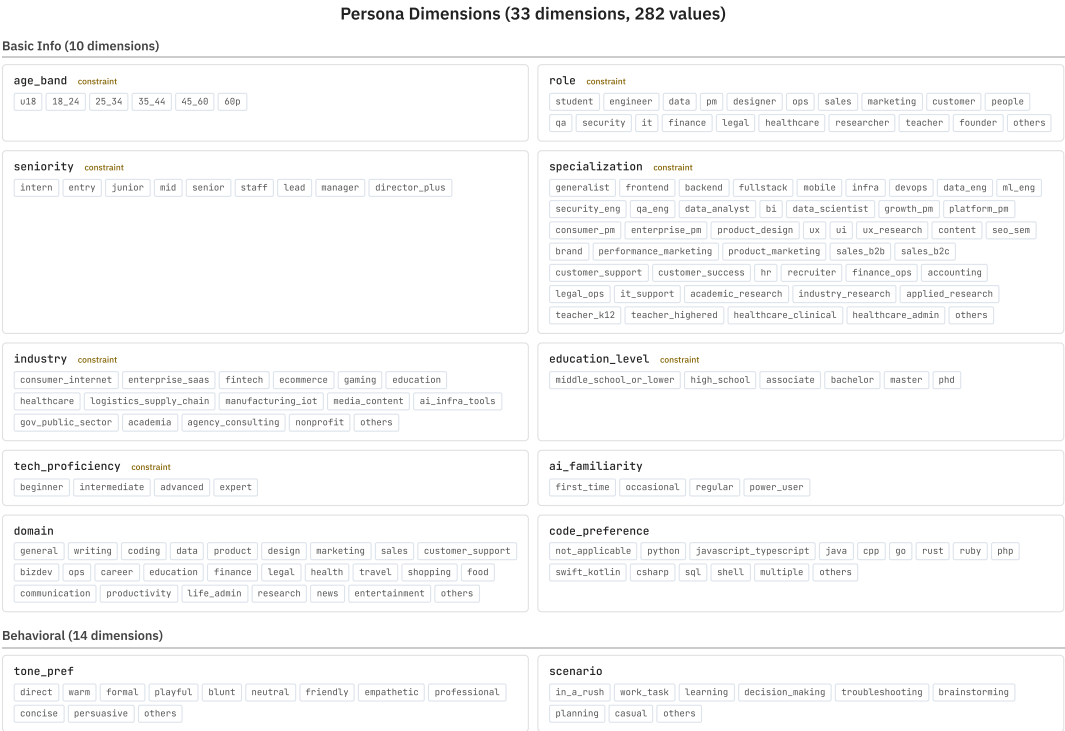 Persona Dimensions (33 dimensions, 282 values)
Basic Info (10 dimensions)
age_band constraint
u18 18_24 25_34 35_44 45_60 60p
role constraint
student engineer data pm designer ops sales marketing customer people
qa security it finance legal healthcare researcher teacher founder others
seniority constraint
intern entry junior mid senior staff lead manager director_plus
specialization constraint
generalist frontend backend fullstack mobile infra devops data_eng ml_eng
security_eng qa_eng data_analyst bi data_scientist growth_pm platform_pm
consumer_pm enterprise_pm product_design ux ui ux_research content seo_sem
brand performance_marketing product_marketing sales_b2b sales_b2c
customer_support customer_success hr recruiter finance_ops accounting
legal_ops it_support academic_research industry_research applied_research
teacher_k12 teacher_highered healthcare_clinical healthcare_admin others
industry constraint
consumer_internet enterprise_saas fintech ecommerce gaming education
healthcare logistics_supply_chain manufacturing_iot media_content ai_infra_tools
gov_public_sector academia agency_consulting nonprofit others
education_level constraint
middle_school_or_lower high_school associate bachelor master phd
tech_proficiency constraint
beginner intermediate advanced expert
ai_familiarity
first_time occasional regular power_user
domain
general writing coding data product design marketing sales customer_support
bizdev ops career education finance legal health travel shopping food
communication productivity life_admin research news entertainment others
code_preference
not_applicable python javascript_typescript java cpp go rust ruby php
swift_kotlin csharp sql shell multiple others
Behavioral (14 dimensions)
tone_pref
direct warm formal playful blunt neutral friendly empathetic professional
concise persuasive others
scenario
in_a_rush work_task learning decision_making troubleshooting brainstorming
planning casual others